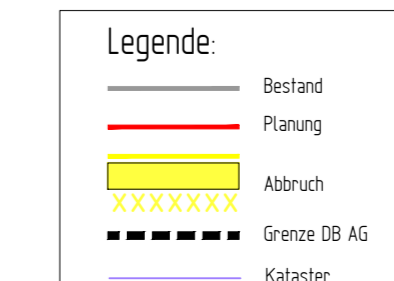 Legende:
Bestand
Planung
Abbruch
Grenze DB AG
Kataster